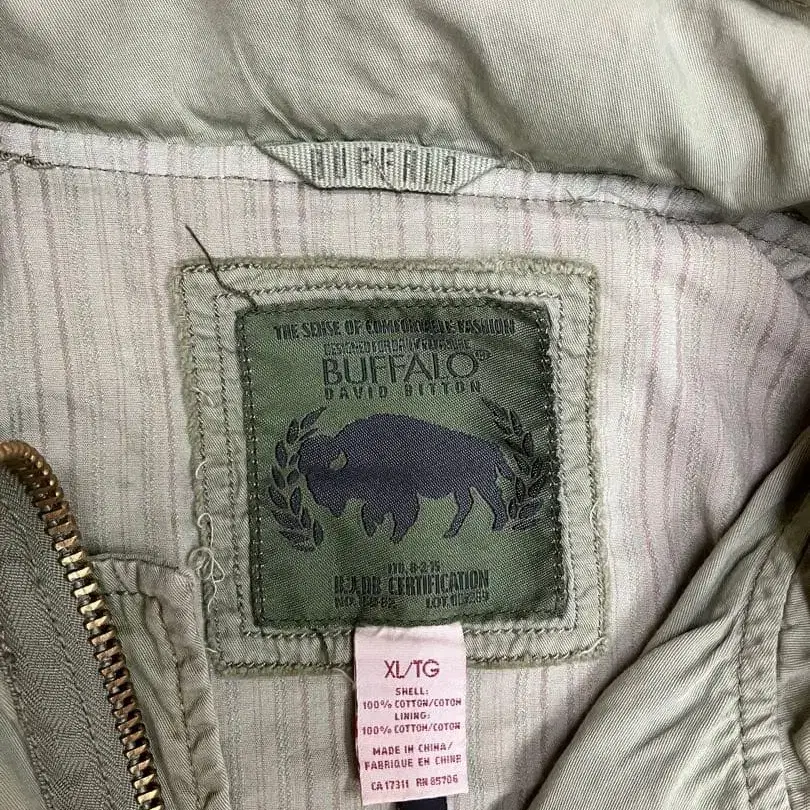 BUFFALO
THE SENSE OF COMFORTABLE FASHION
BUFFALO®
DAVID BITTON
CERTIFICATION
XL/TG
SHELL:
100% COTTON/COTON
LINING:
100% COTTON/COTON
MADE IN CHINA/
FABRIQUE EN CHINE
CA 17311 RN 85706